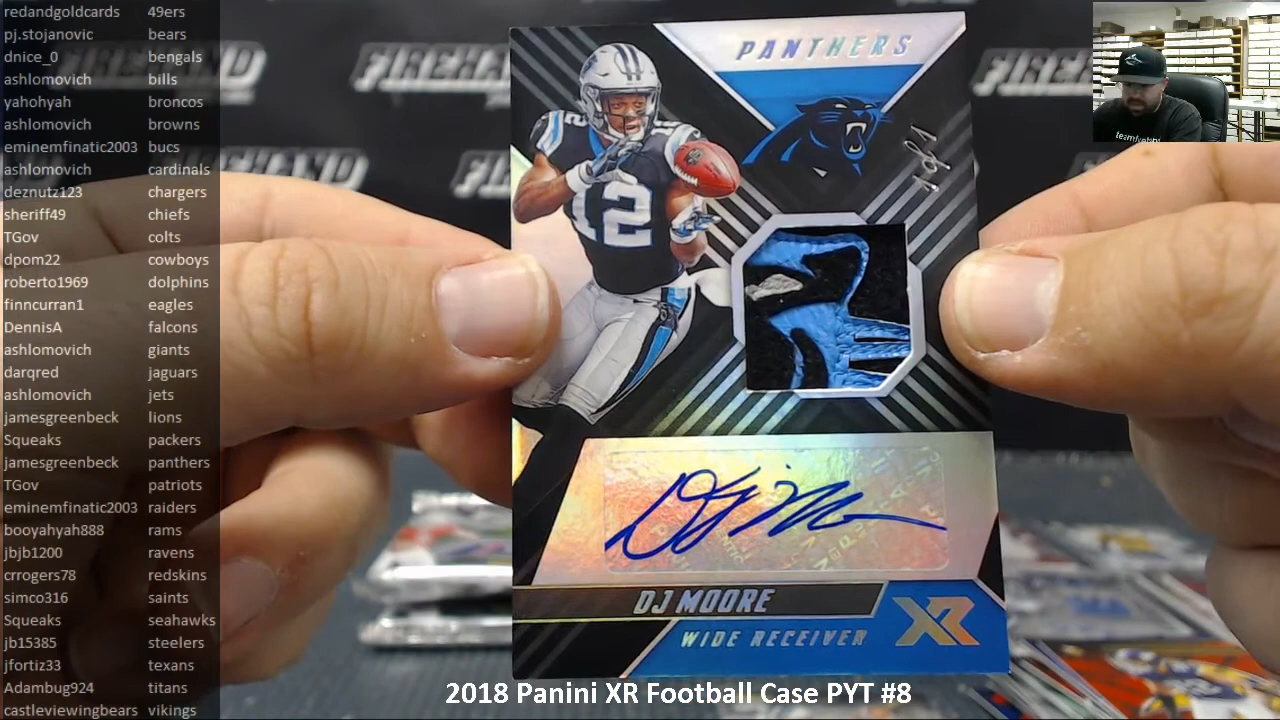 redandgoldcards 49ers
pj.stojanovic bears
dnice_0 bengals
ashlomovich bills
yahohyah broncos
ashlomovich browns
eminemfinatic2003 bucs
ashlomovich cardinals
deznutz123 chargers
sheriff49 chiefs
TGov colts
dpom22 cowboys
roberto1969 dolphins
finncurran1 eagles
DennisA falcons
ashlomovich giants
darqred jaguars
ashlomovich jets
jamesgreenbeck lions
Squeaks packers
jamesgreenbeck panthers
TGov patriots
eminemfinatic2003 raiders
booyahyah888 rams
jbjb1200 ravens
crrogers78 redskins
simco316 saints
Squeaks seahawks
jb15385 steelers
jfortiz33 texans
Adambug924 titans
castleviewingbears vikings
PANTHERS
1 of 1
12
12
DJ Moore
DJ MOORE
XR
WIDE RECEIVER
2018 Panini XR Football Case PYT #8